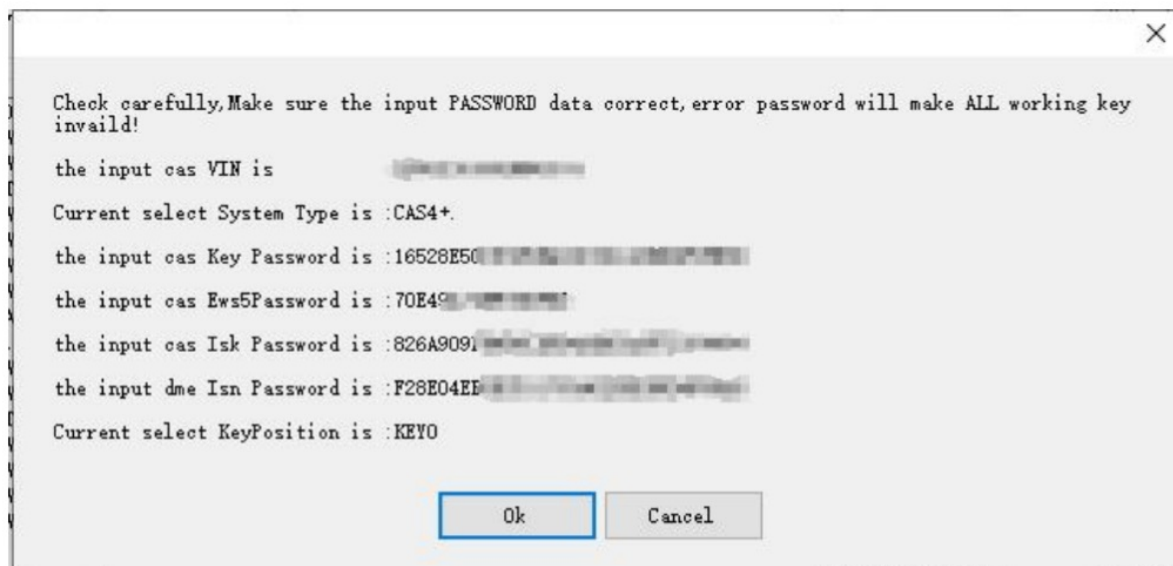 Check carefully,Make sure the input PASSWORD data correct,error password will make ALL working key
invaild!
the input cas VIN is
Current select System Type is :CAS4+.
the input cas Key Password is :16528E50
the input cas Ews5Password is :70E49
the input cas Isk Password is :826A909
the input dme Isn Password is :F28E04E
Current select KeyPosition is :KEY0
Ok
Cancel